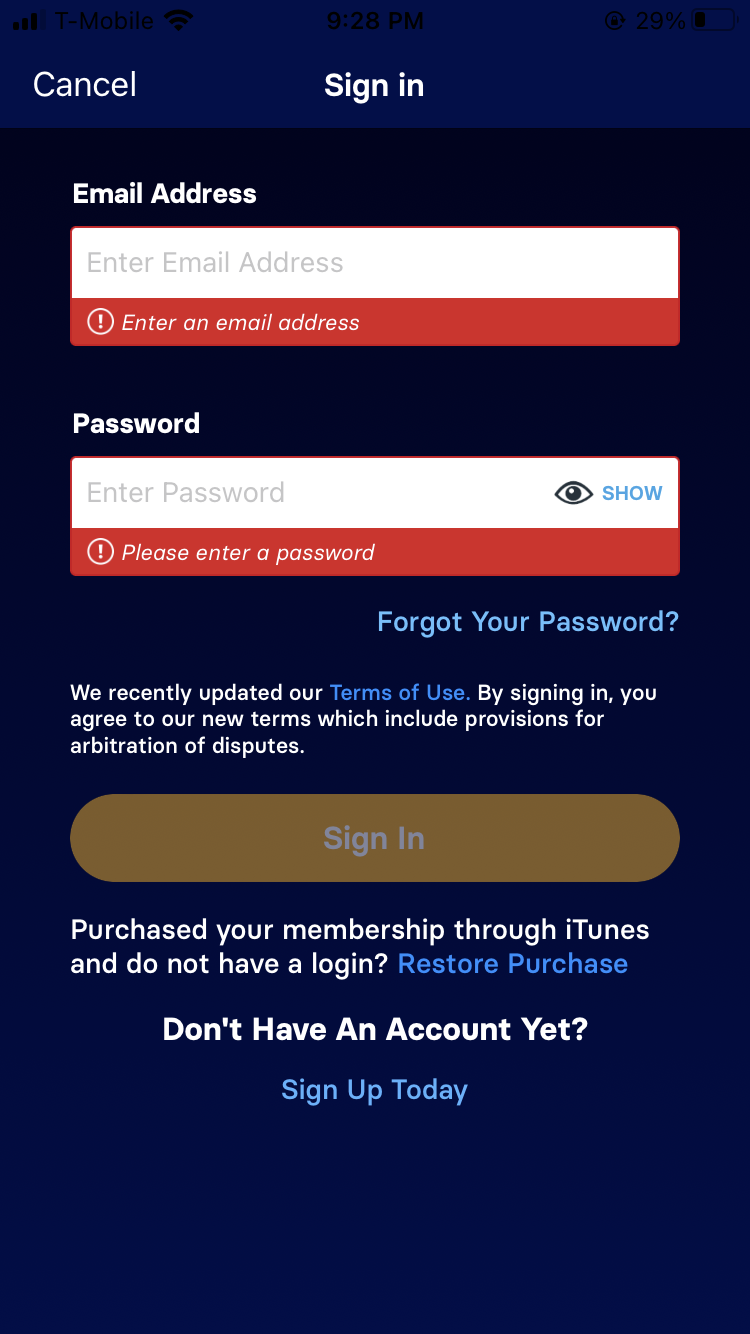 T-Mobile 9:28 PM 29%
Cancel Sign in
Email Address
Enter Email Address
Enter an email address
Password
Enter Password SHOW
Please enter a password
Forgot Your Password?
We recently updated our Terms of Use. By signing in, you
agree to our new terms which include provisions for
arbitration of disputes.
Sign In
Purchased your membership through iTunes
and do not have a login? Restore Purchase
Don't Have An Account Yet?
Sign Up Today